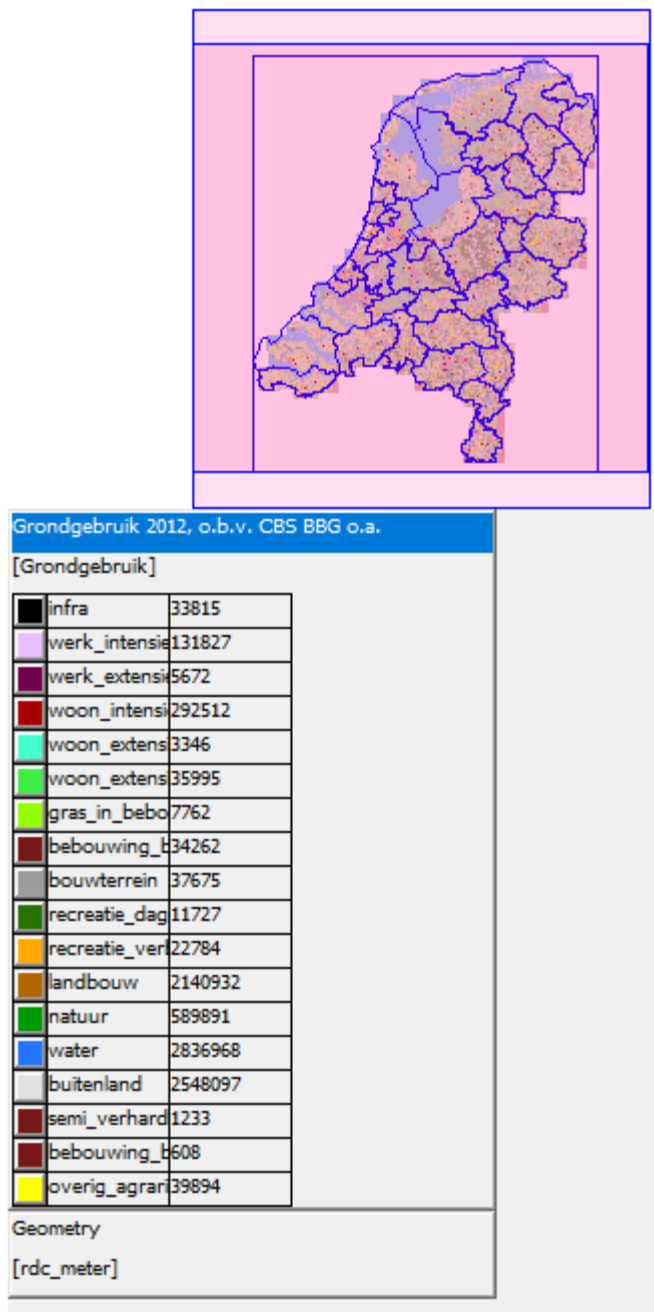 Grondgebruik 2012, o.b.v. CBS BBG o.a.
[Grondgebruik]
infra 33815
werk_intensie 131827
werk_extensi 5672
woon_intensi 292512
woon_extens 3346
woon_extens 35995
gras_in_bebo 7762
bebouwing_b 34262
bouwterrein 37675
recreatie_dag 11727
recreatie_verl 22784
landbouw 2140932
natuur 589891
water 2836968
buitenland 2548097
semi_verhard 1233
bebouwing_b 608
overig_agrari 39894
Geometry
[rdc_meter]